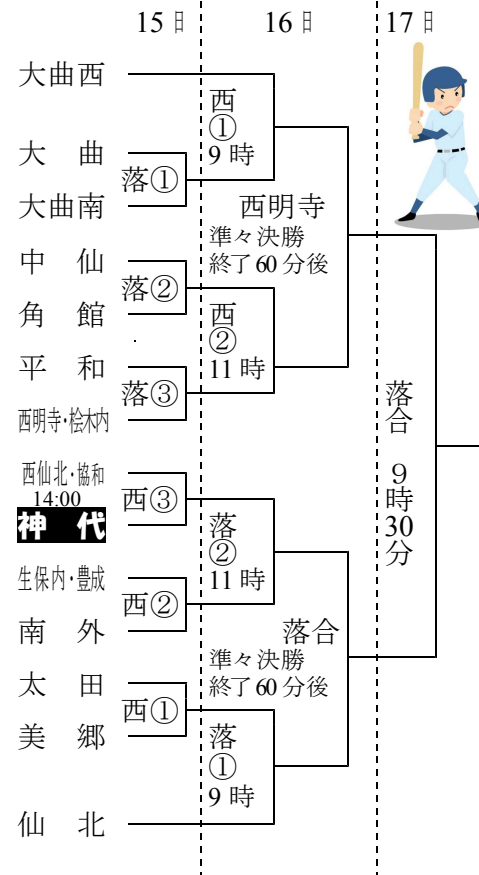 15日 16日 17日
大曲西
西①9時
大曲
落①
大曲南
西明寺
準々決勝
終了60分後
中仙
落②
角館
西②11時
平和
落③
西明寺・桧木内
落合 9時30分
西仙北・協和
14:00
西③
神代
落②11時
生保内・豊成
西②
南外
落合
準々決勝
終了60分後
太田
西①
美郷
落①9時
仙北